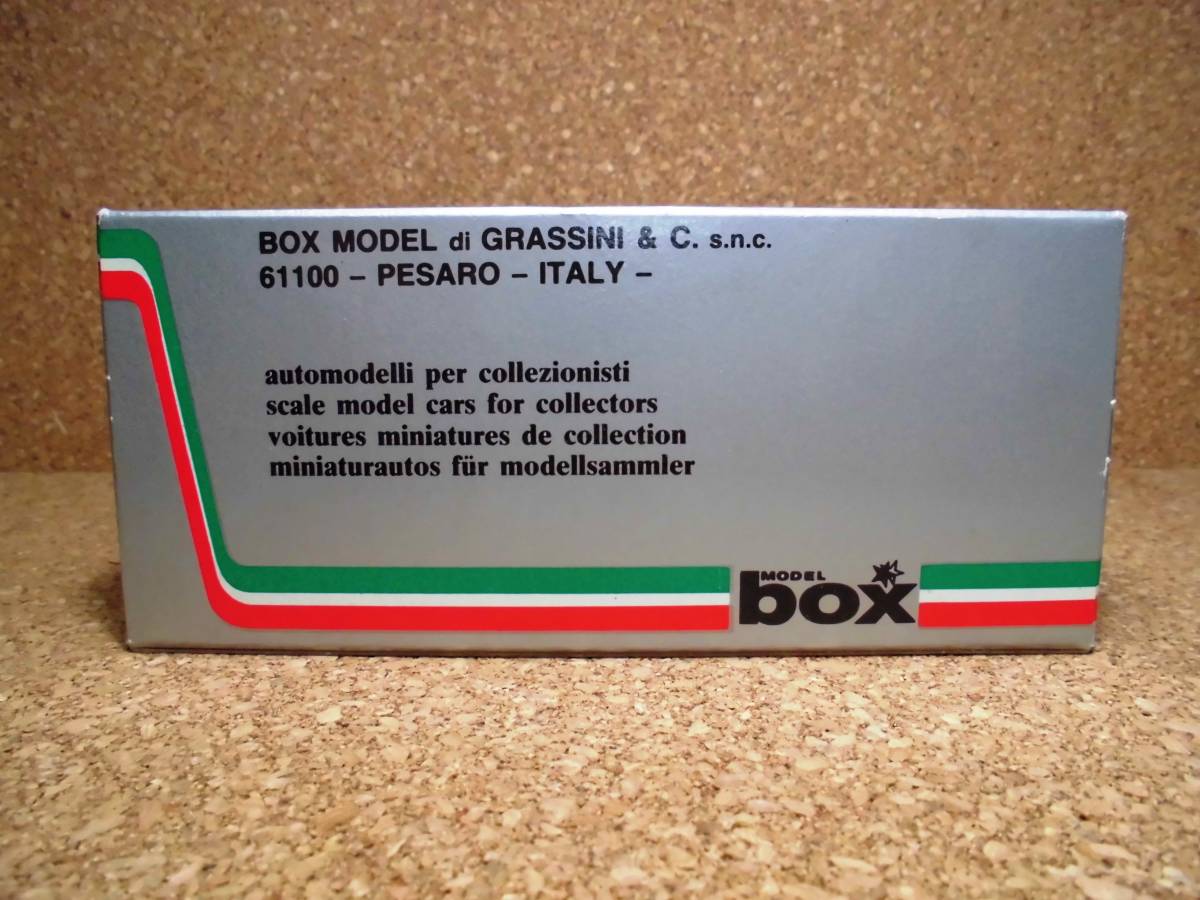 BOX MODEL di GRASSINI & C. s.n.c.
61100 – PESARO – ITALY –
automodelli per collezionisti
scale model cars for collectors
voitures miniatures de collection
miniaturautos für modellsammler
MODEL
box